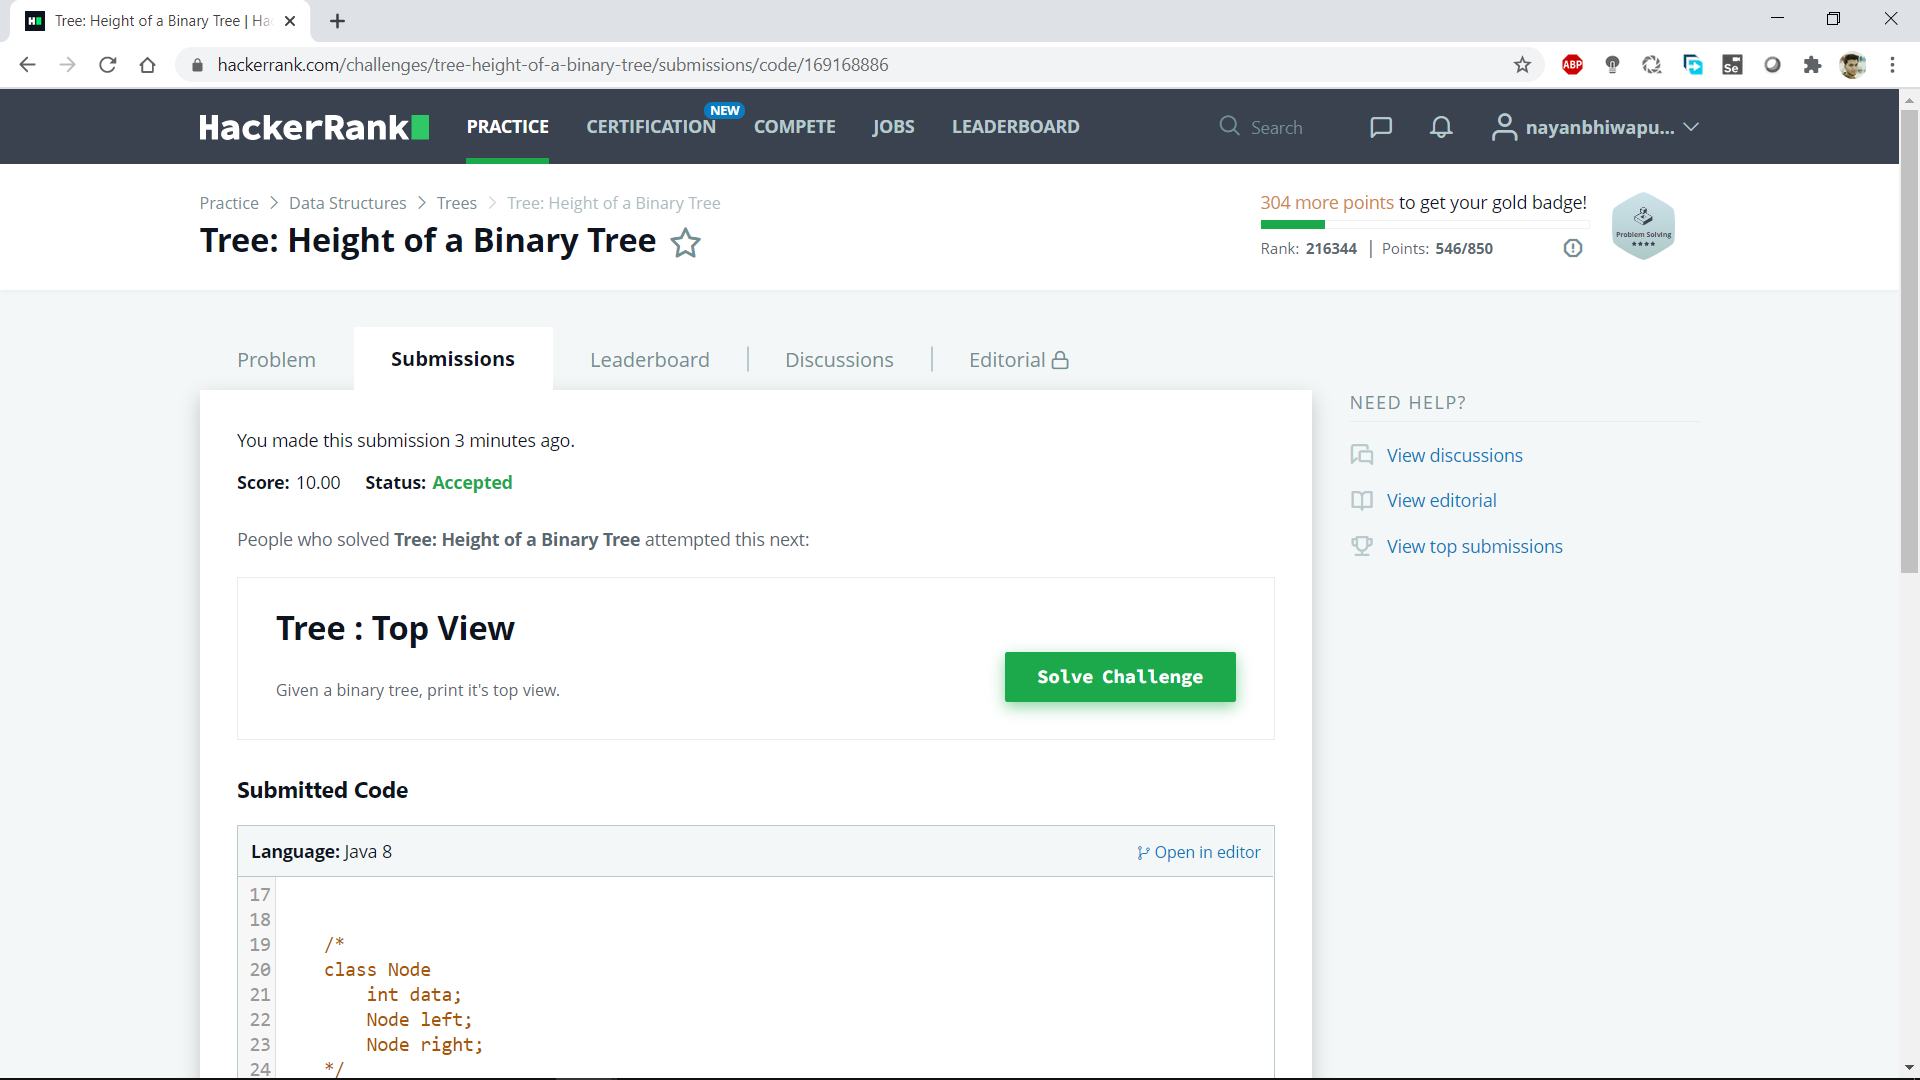 Tree: Height of a Binary Tree | Ha
hackerrank.com/challenges/tree-height-of-a-binary-tree/submissions/code/169168886
ABP
Se
HackerRank
PRACTICE
CERTIFICATION
NEW
COMPETE
JOBS
LEADERBOARD
Search
nayanbhiwapu...
Practice > Data Structures > Trees > Tree: Height of a Binary Tree
Tree: Height of a Binary Tree
304 more points to get your gold badge!
Rank: 216344 | Points: 546/850
Problem Solving
Problem
Submissions
Leaderboard
Discussions
Editorial
You made this submission 3 minutes ago.
Score: 10.00 Status: Accepted
People who solved Tree: Height of a Binary Tree attempted this next:
Tree : Top View
Given a binary tree, print it's top view.
Solve Challenge
NEED HELP?
View discussions
View editorial
View top submissions
Submitted Code
Language: Java 8
Open in editor
17
18
19 /*
20 class Node
21 int data;
22 Node left;
23 Node right;
24 */